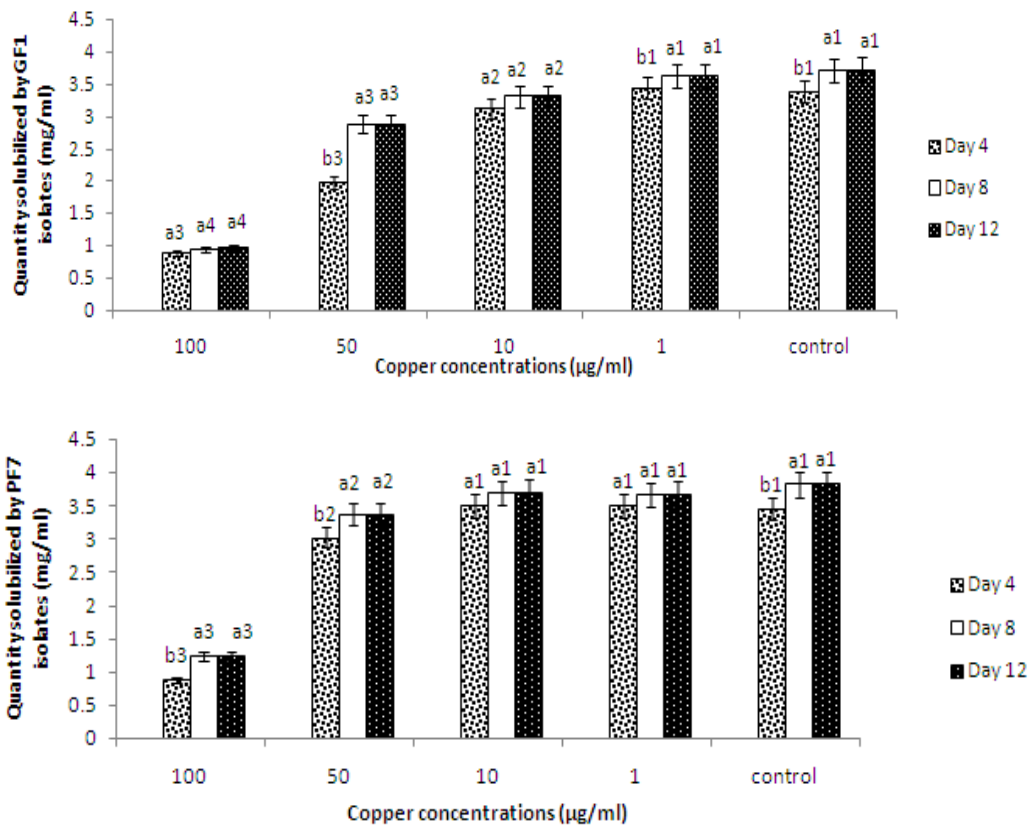 Quantity solubilized by GF1
isolates (mg/ml)
4.5
4
3.5
3
2.5
2
1.5
1
0.5
0
a3 a4 a4
b3 a3 a3
a2 a2 a2
b1 a1 a1
b1 a1 a1
100 50 10 1 control
Copper concentrations (µg/ml)
Day 4
Day 8
Day 12
Quantity solubilized by PF7
isolates (mg/ml)
4.5
4
3.5
3
2.5
2
1.5
1
0.5
0
b3 a3 a3
b2 a2 a2
a1 a1 a1
a1 a1 a1
b1 a1 a1
100 50 10 1 control
Copper concentrations (µg/ml)
Day 4
Day 8
Day 12